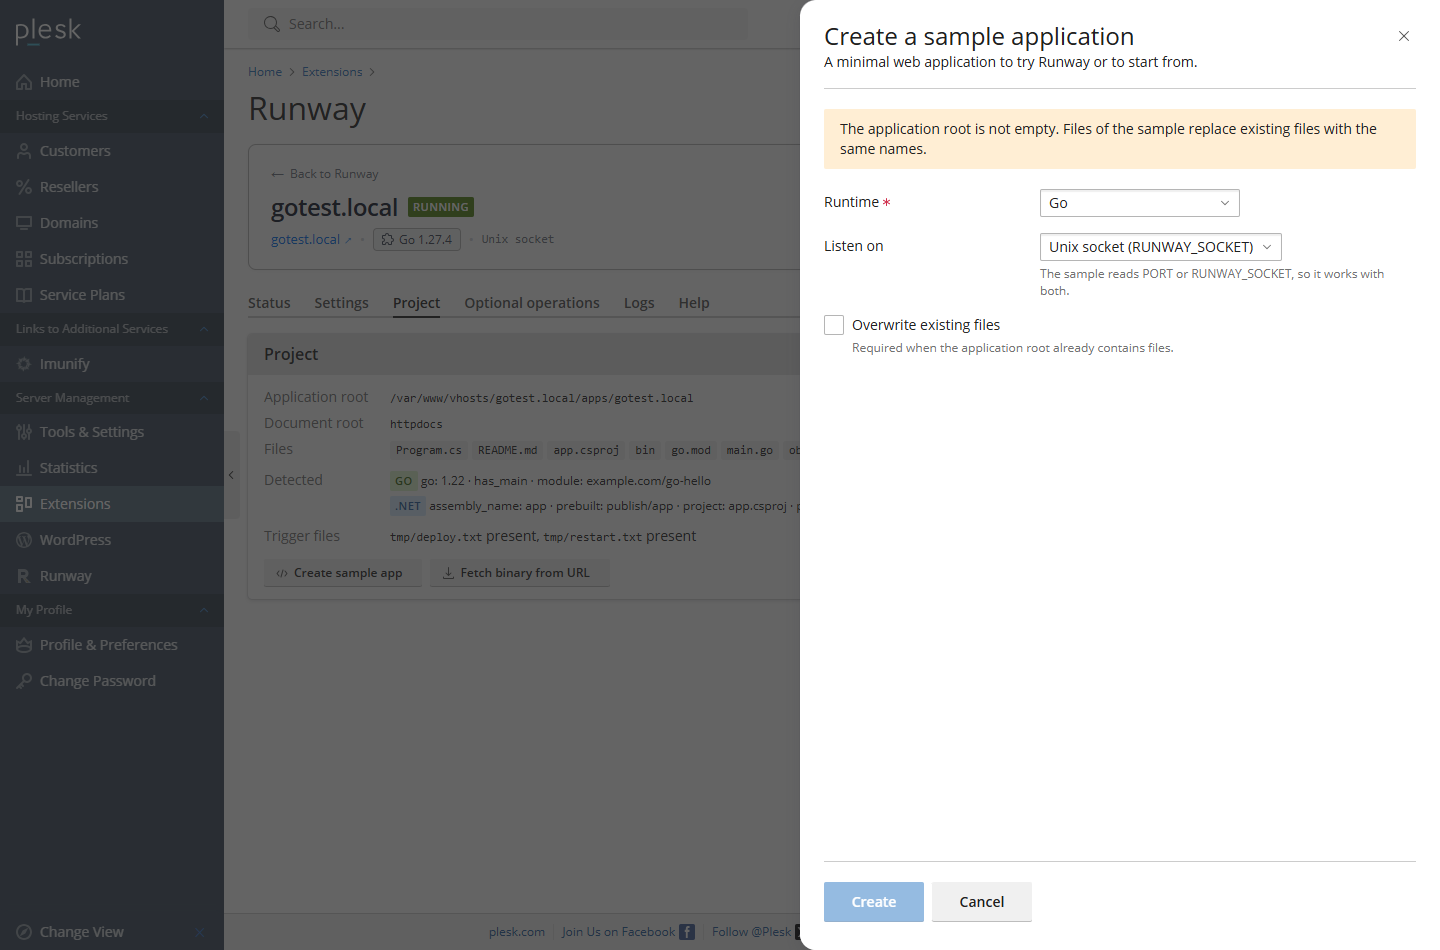 plesk
Home
Hosting Services
Customers
Resellers
Domains
Subscriptions
Service Plans
Links to Additional Services
Imunify
Server Management
Tools & Settings
Statistics
Extensions
WordPress
Runway
My Profile
Profile & Preferences
Change Password
Change View
Search...
Home > Extensions >
Runway
← Back to Runway
gotest.local RUNNING
gotest.local · Go 1.27.4 · Unix socket
Status Settings Project Optional operations Logs Help
Project
Application root /var/www/vhosts/gotest.local/apps/gotest.local
Document root httpdocs
Files Program.cs README.md app.csproj bin go.mod main.go
Detected GO go: 1.22 · has_main · module: example.com/go-hello
.NET assembly_name: app · prebuilt: publish/app · project: app.csproj ·
Trigger files tmp/deploy.txt present, tmp/restart.txt present
Create sample app Fetch binary from URL
plesk.com Join Us on Facebook Follow @Plesk
Create a sample application
A minimal web application to try Runway or to start from.
The application root is not empty. Files of the sample replace existing files with the
same names.
Runtime * Go
Listen on Unix socket (RUNWAY_SOCKET)
The sample reads PORT or RUNWAY_SOCKET, so it works with
both.
Overwrite existing files
Required when the application root already contains files.
Create Cancel